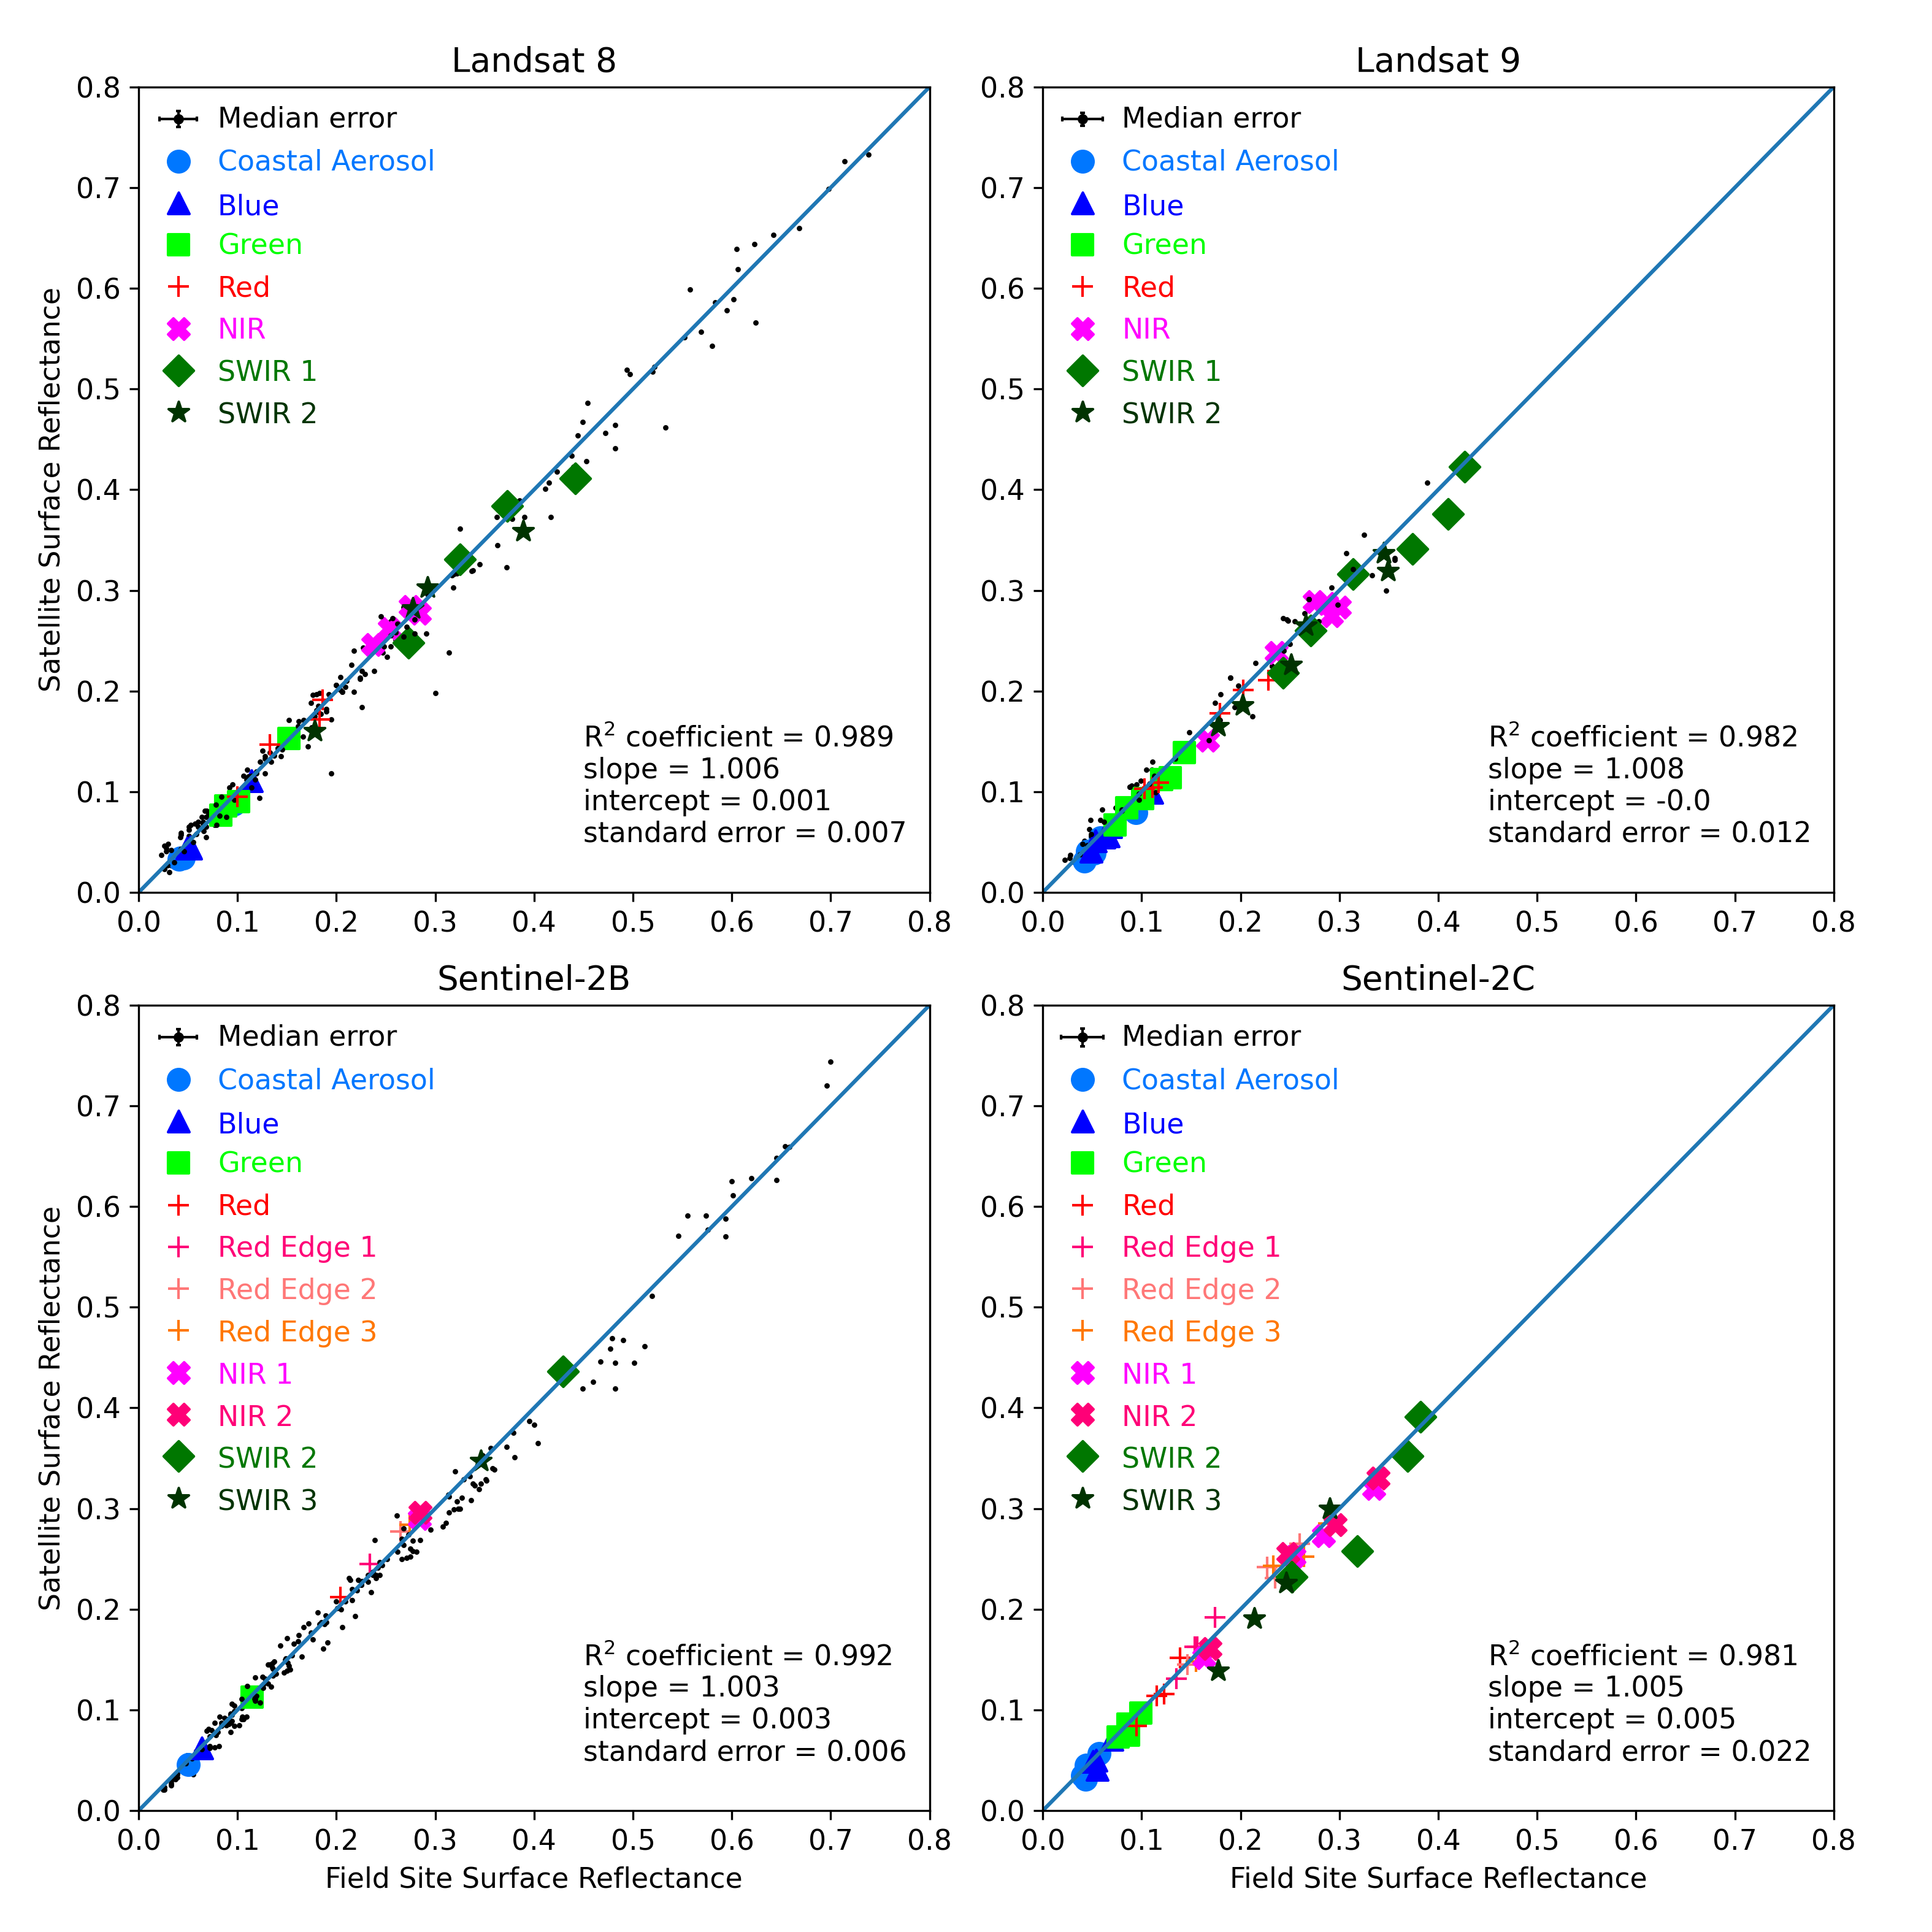 Landsat 8
0.8
0.7
0.6
0.5
0.4
0.3
0.2
0.1
0.0
Satellite Surface Reflectance
Median error
Coastal Aerosol
Blue
Green
Red
NIR
SWIR 1
SWIR 2
R² coefficient = 0.989
slope = 1.006
intercept = 0.001
standard error = 0.007
0.0 0.1 0.2 0.3 0.4 0.5 0.6 0.7 0.8
Landsat 9
0.8
0.7
0.6
0.5
0.4
0.3
0.2
0.1
0.0
Median error
Coastal Aerosol
Blue
Green
Red
NIR
SWIR 1
SWIR 2
R² coefficient = 0.982
slope = 1.008
intercept = -0.0
standard error = 0.012
0.0 0.1 0.2 0.3 0.4 0.5 0.6 0.7 0.8
Sentinel-2B
0.8
0.7
0.6
0.5
0.4
0.3
0.2
0.1
0.0
Satellite Surface Reflectance
Median error
Coastal Aerosol
Blue
Green
Red
Red Edge 1
Red Edge 2
Red Edge 3
NIR 1
NIR 2
SWIR 2
SWIR 3
R² coefficient = 0.992
slope = 1.003
intercept = 0.003
standard error = 0.006
0.0 0.1 0.2 0.3 0.4 0.5 0.6 0.7 0.8
Field Site Surface Reflectance
Sentinel-2C
0.8
0.7
0.6
0.5
0.4
0.3
0.2
0.1
0.0
Median error
Coastal Aerosol
Blue
Green
Red
Red Edge 1
Red Edge 2
Red Edge 3
NIR 1
NIR 2
SWIR 2
SWIR 3
R² coefficient = 0.981
slope = 1.005
intercept = 0.005
standard error = 0.022
0.0 0.1 0.2 0.3 0.4 0.5 0.6 0.7 0.8
Field Site Surface Reflectance